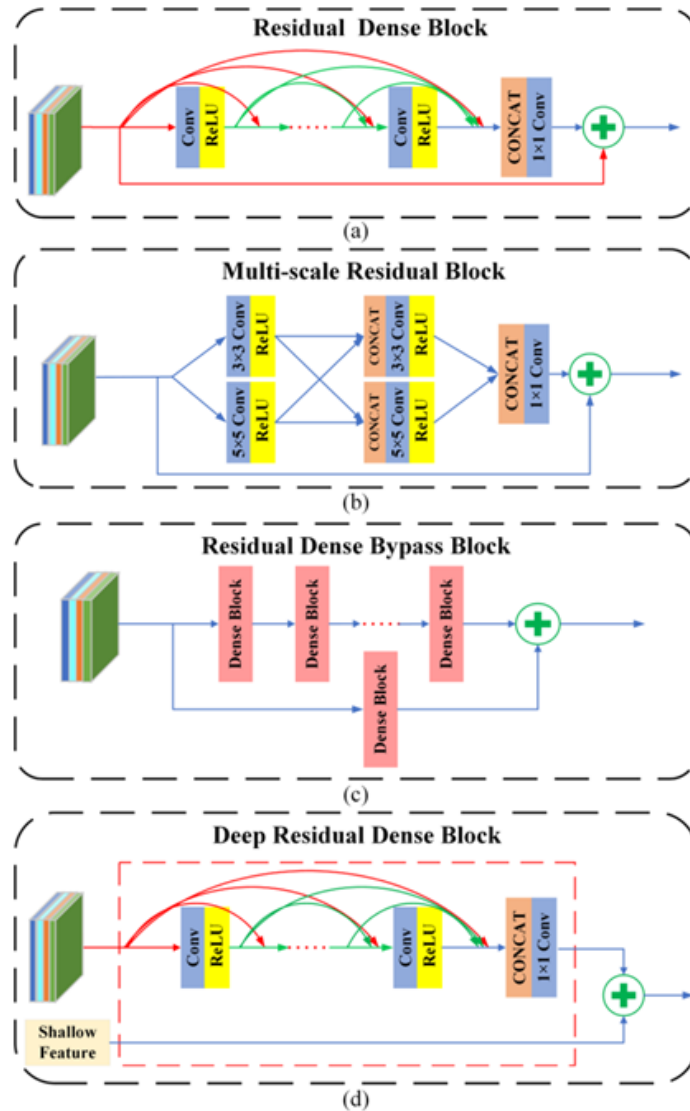 Residual Dense Block
Conv
ReLU
Conv
ReLU
CONCAT
1×1 Conv
(a)
Multi-scale Residual Block
3×3 Conv
ReLU
CONCAT
3×3 Conv
ReLU
5×5 Conv
ReLU
CONCAT
5×5 Conv
ReLU
CONCAT
1×1 Conv
(b)
Residual Dense Bypass Block
Dense Block
Dense Block
Dense Block
Dense Block
(c)
Deep Residual Dense Block
Conv
ReLU
Conv
ReLU
CONCAT
1×1 Conv
Shallow
Feature
(d)